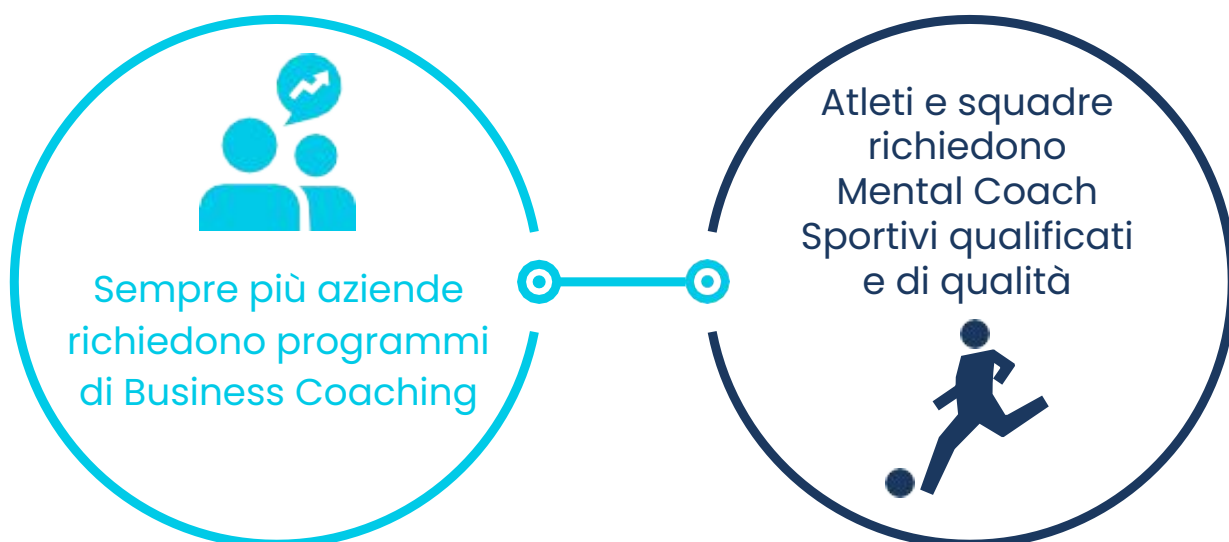 Sempre più aziende
richiedono programmi
di Business Coaching
Atleti e squadre
richiedono
Mental Coach
Sportivi qualificati
e di qualità